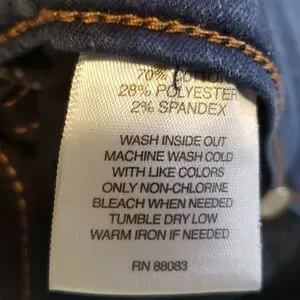 70% COTTON
28% POLYESTER
2% SPANDEX
WASH INSIDE OUT
MACHINE WASH COLD
WITH LIKE COLORS
ONLY NON-CHLORINE
BLEACH WHEN NEEDED
TUMBLE DRY LOW
WARM IRON IF NEEDED
RN 88083